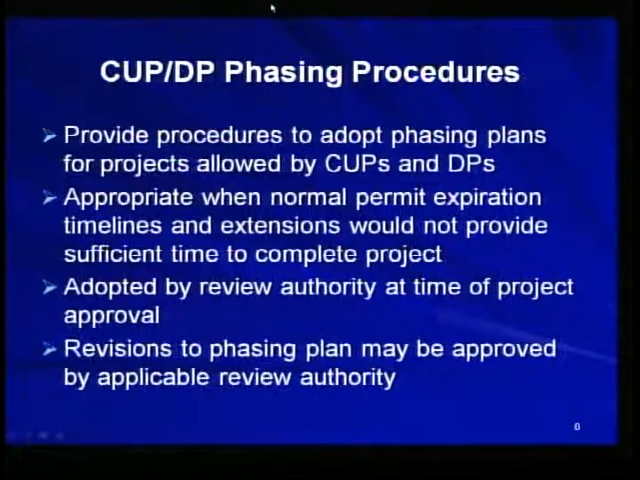 CUP/DP Phasing Procedures
Provide procedures to adopt phasing plans
for projects allowed by CUPs and DPs
Appropriate when normal permit expiration
timelines and extensions would not provide
sufficient time to complete project
Adopted by review authority at time of project
approval
Revisions to phasing plan may be approved
by applicable review authority
0